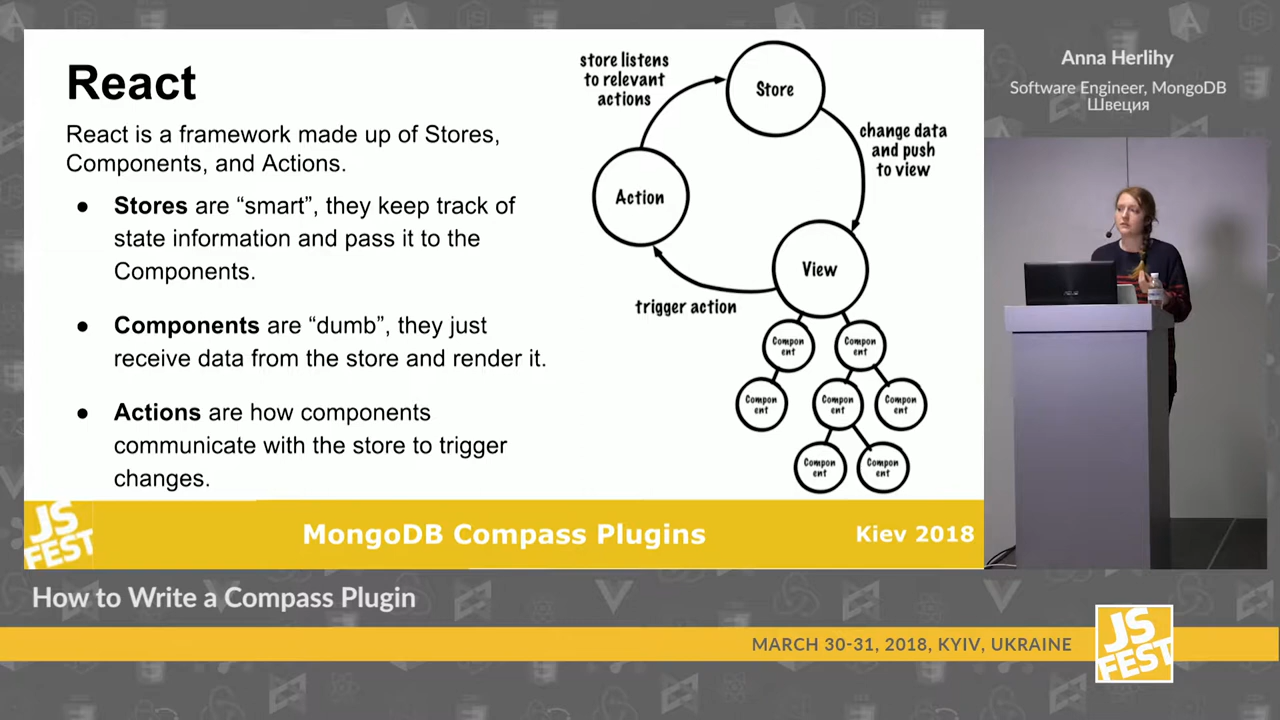 React
React is a framework made up of Stores,
Components, and Actions.
● Stores are “smart”, they keep track of
state information and pass it to the
Components.
● Components are “dumb”, they just
receive data from the store and render it.
● Actions are how components
communicate with the store to trigger
changes.
store listens
to relevant
actions
Store
change data
and push
to view
Action
View
trigger action
Compon
ent
Compon
ent
Compon
ent
Compon
ent
Compon
ent
Compon
ent
Compon
ent
JS
FEST
MongoDB Compass Plugins
Kiev 2018
Anna Herlihy
Software Engineer, MongoDB
Швеция
How to Write a Compass Plugin
MARCH 30-31, 2018, KYIV, UKRAINE
JS
FEST